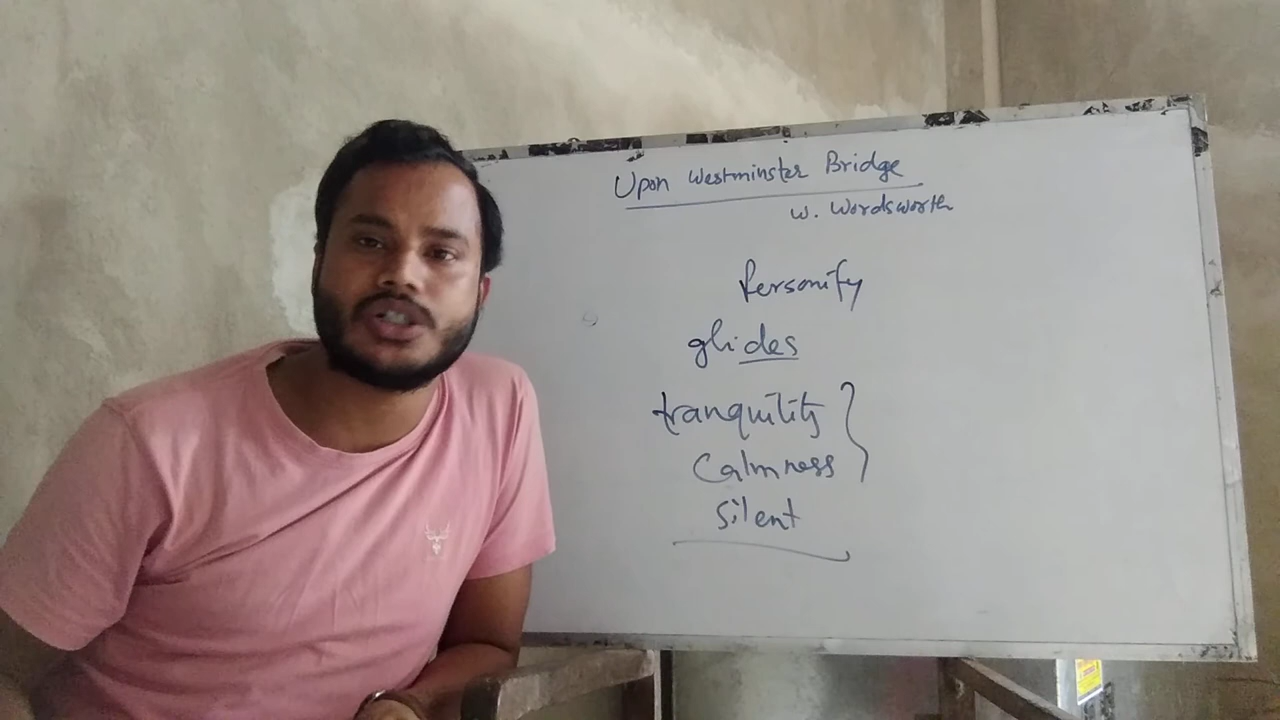 Upon Westminster Bridge
W. Wordsworth
Personify
glides
tranquility
Calmness
Silent